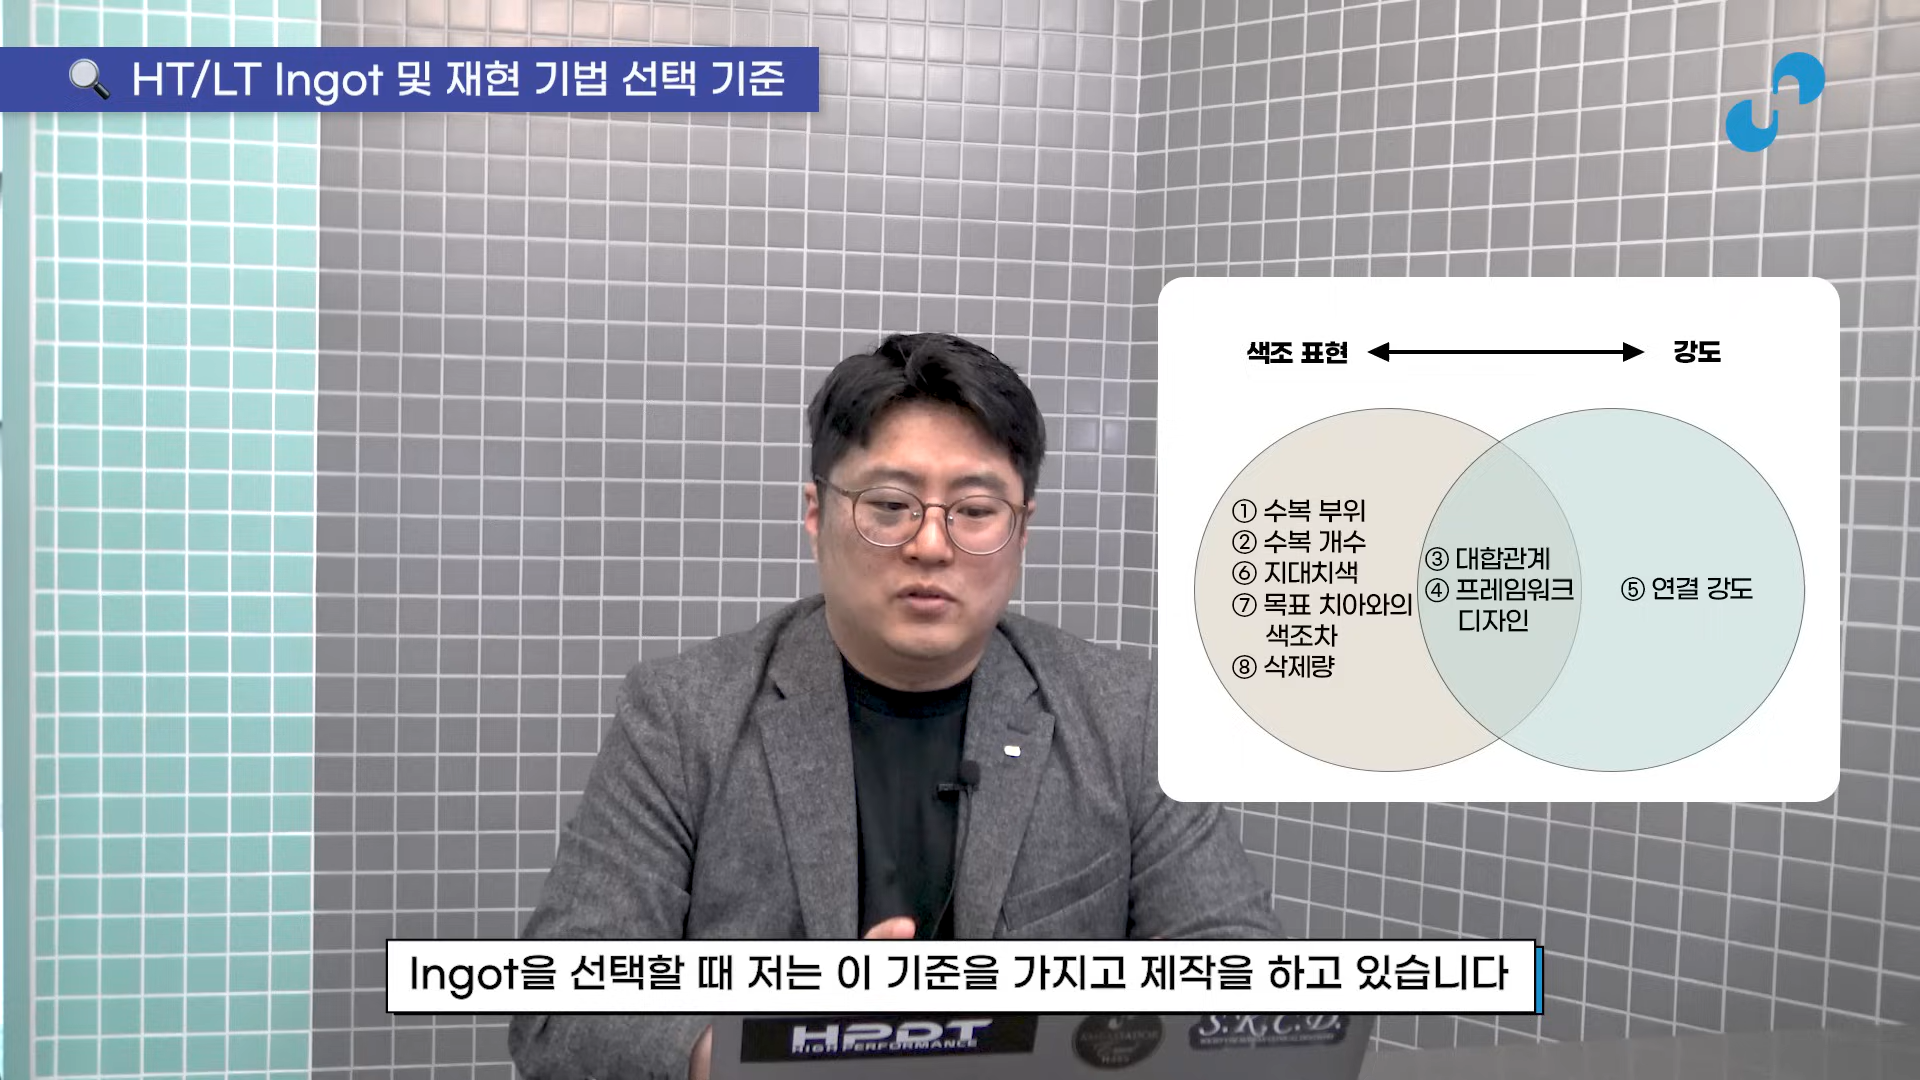 HT/LT Ingot 및 재현 기법 선택 기준
색조 표현
강도
① 수복 부위
② 수복 개수
⑥ 지대치색
⑦ 목표 치아와의
색조차
⑧ 삭제량
③ 대합관계
④ 프레임워크
디자인
⑤ 연결 강도
Ingot을 선택할 때 저는 이 기준을 가지고 제작을 하고 있습니다
HPDT
HIGH PERFORMANCE
AMBASSADOR
S.K.C.D.